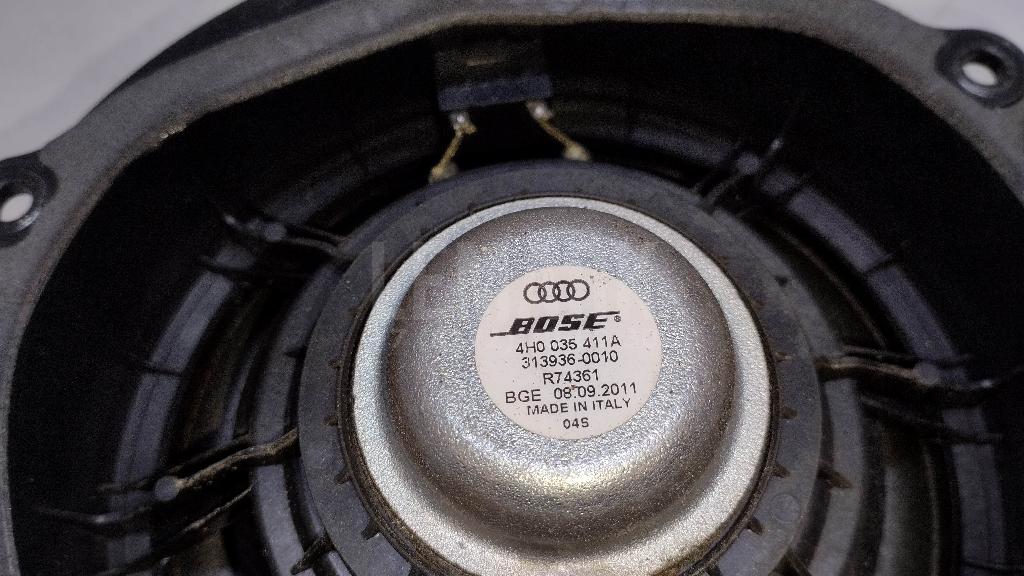 BOSE®
4H0 035 411A
313936-0010
R74361
BGE 08.09.2011
MADE IN ITALY
04S